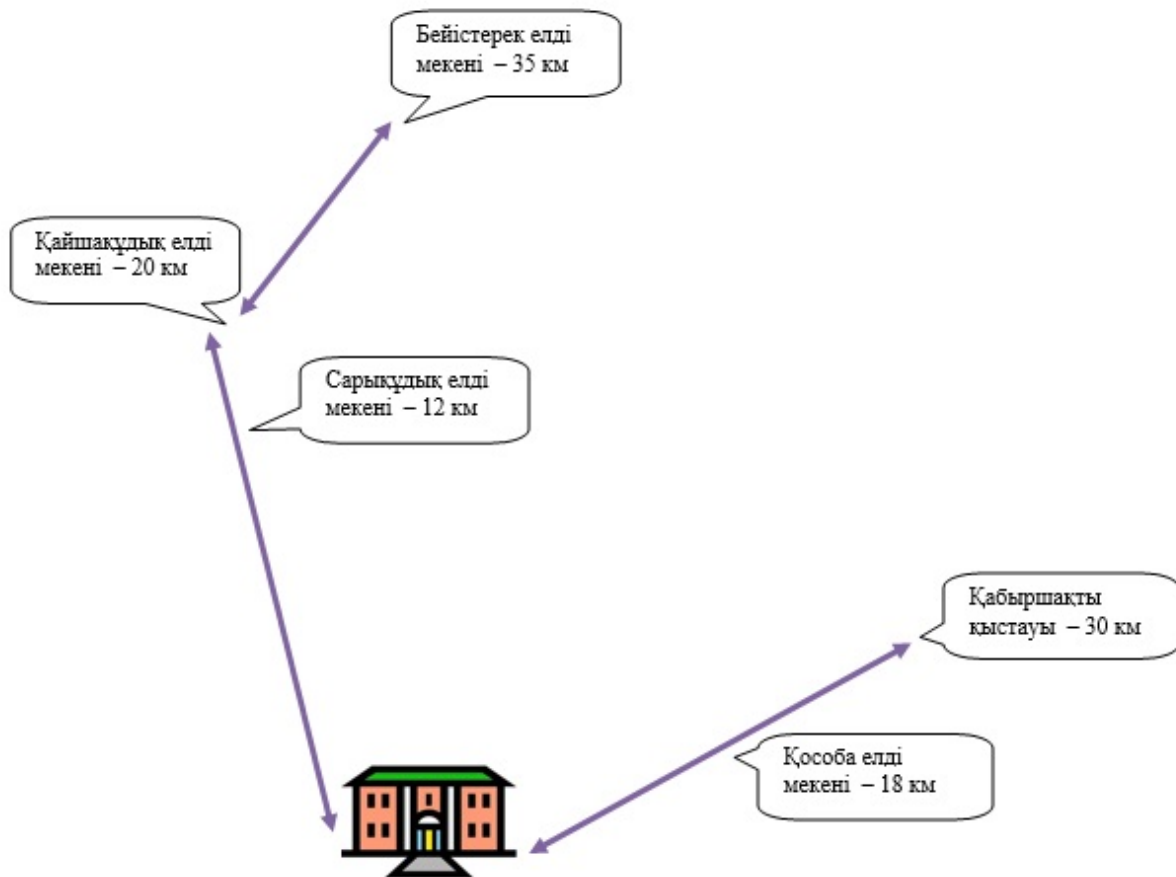 Бейістерек елді
мекені – 35 км
Қайшақұдық елді
мекені – 20 км
Сарықұдық елді
мекені – 12 км
Қабыршақты
қыстауы – 30 км
Қособа елді
мекені – 18 км